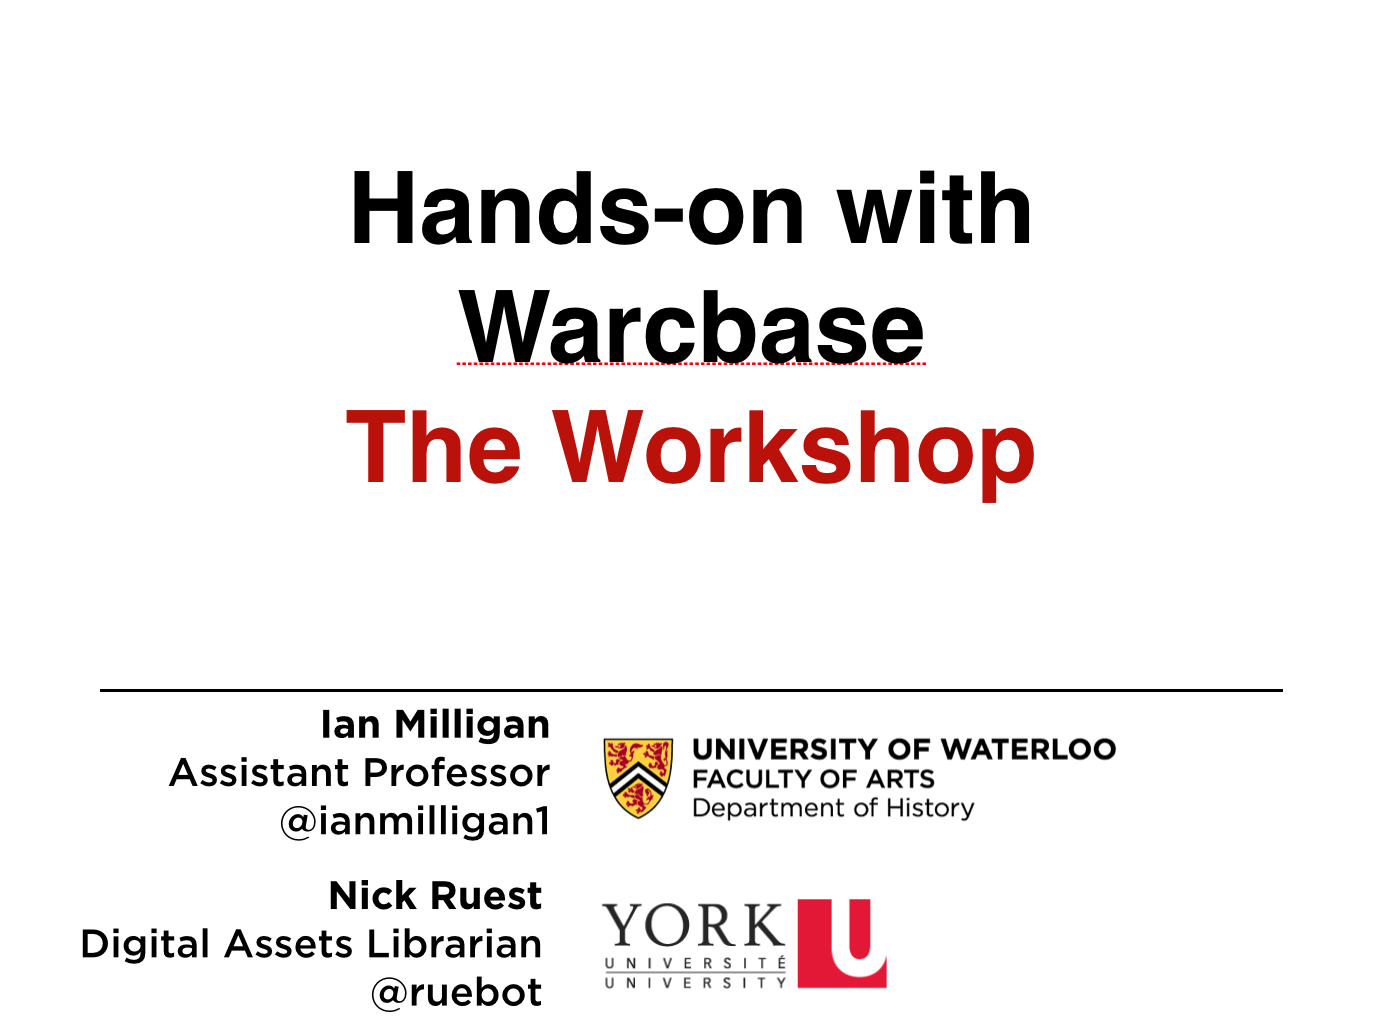 Hands-on with
Warcbase
The Workshop
Ian Milligan
Assistant Professor
@ianmilligan1
UNIVERSITY OF WATERLOO
FACULTY OF ARTS
Department of History
Nick Ruest
Digital Assets Librarian
@ruebot
YORK U
UNIVERSITÉ
UNIVERSITY